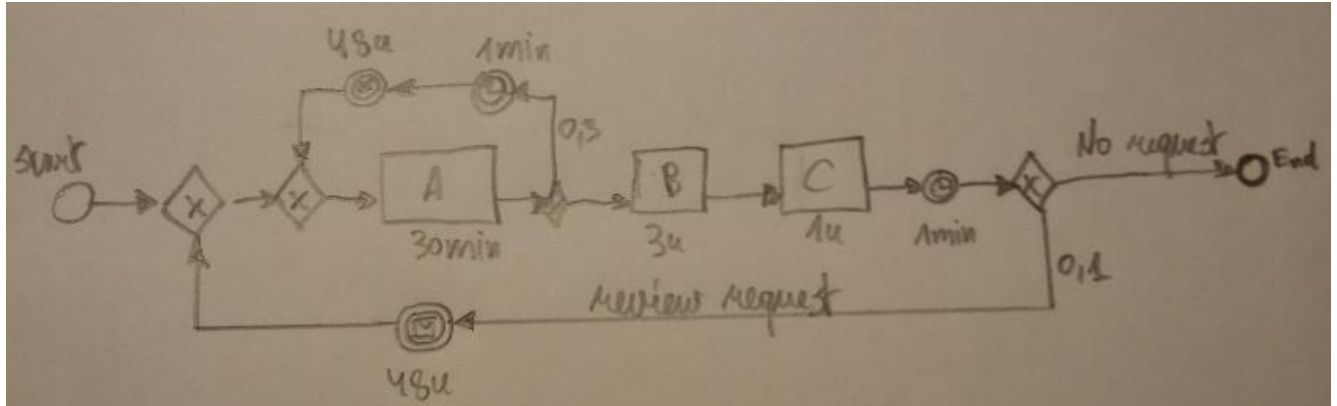 48u
1min
0,3
Start
X
X
A
B
C
X
No request
End
30min
3u
1u
1min
0,1
review request
48u